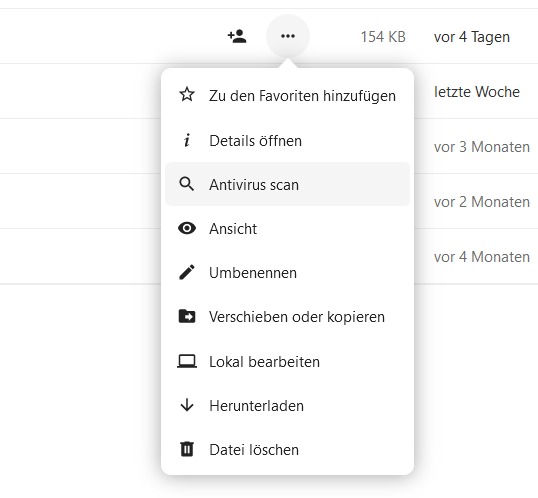 154 KB vor 4 Tagen
Zu den Favoriten hinzufügen
letzte Woche
Details öffnen
vor 3 Monaten
Antivirus scan
vor 2 Monaten
Ansicht
vor 4 Monaten
Umbenennen
Verschieben oder kopieren
Lokal bearbeiten
Herunterladen
Datei löschen